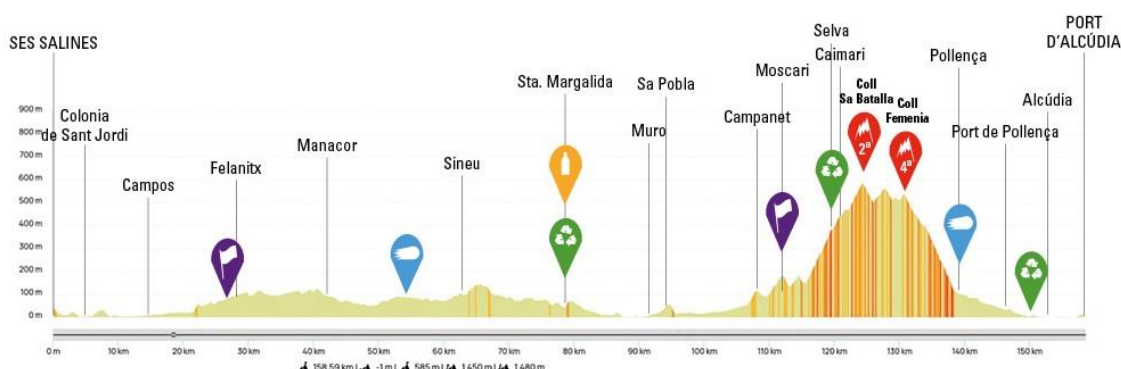 SES SALINES
PORT
D'ALCÚDIA
Selva
Caimari
Pollença
Moscari
Coll
Sa Batalla
Coll
Femenia
Sta. Margalida
Sa Pobla
Campanet
Alcúdia
Colonia
de Sant Jordi
Muro
Port de Pollença
Manacor
Felanitx
Sineu
Campos
2ª
4ª
900 m
800 m
700 m
600 m
500 m
400 m
300 m
200 m
100 m
0 m
0 m 10 km 20 km 30 km 40 km 50 km 60 km 70 km 80 km 90 km 100 km 110 km 120 km 130 km 140 km 150 km
158.59 km -1 m 585 m 1450 m 1480 m